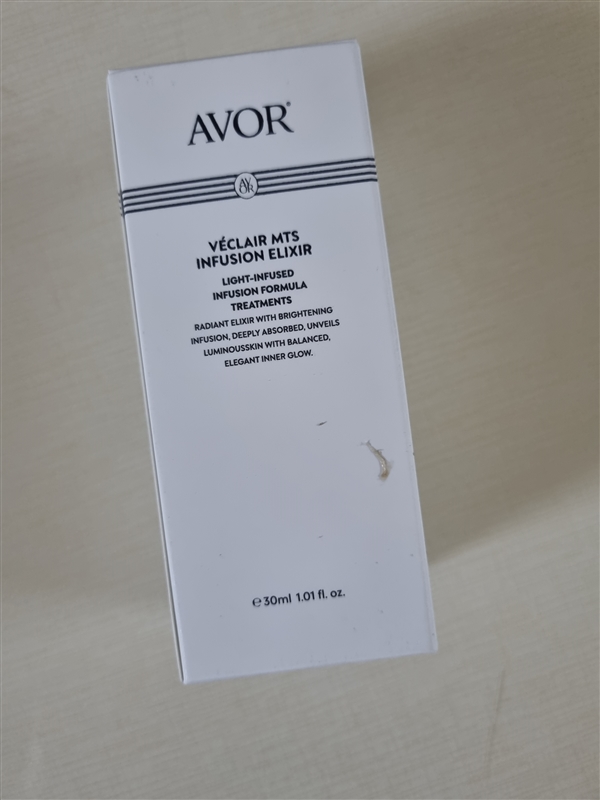 AVOR®
AVOR
VÉCLAIR MTS
INFUSION ELIXIR
LIGHT-INFUSED
INFUSION FORMULA
TREATMENTS
RADIANT ELIXIR WITH BRIGHTENING
INFUSION, DEEPLY ABSORBED, UNVEILS
LUMINOUSSKIN WITH BALANCED,
ELEGANT INNER GLOW.
℮30ml 1.01 fl. oz.